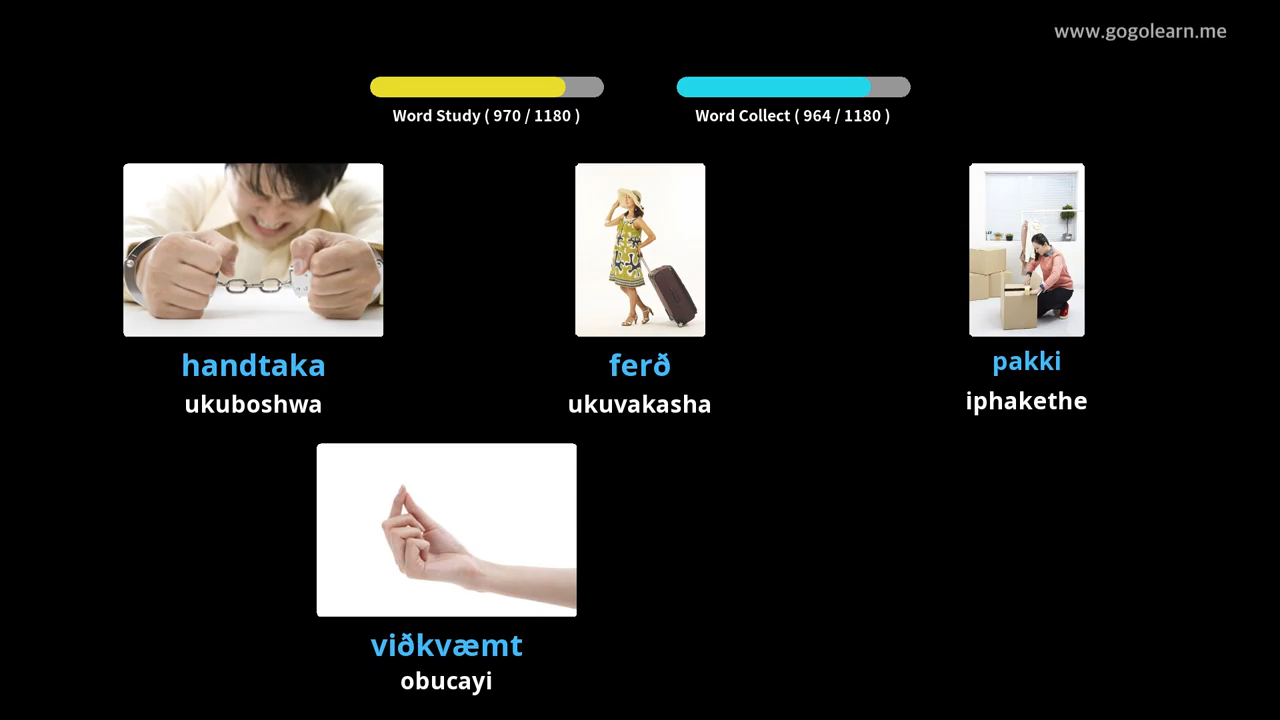 www.gogolearn.me
Word Study ( 970 / 1180 )
Word Collect ( 964 / 1180 )
handtaka
ukuboshwa
ferð
ukuvakasha
pakki
iphakethe
viðkvæmt
obucayi